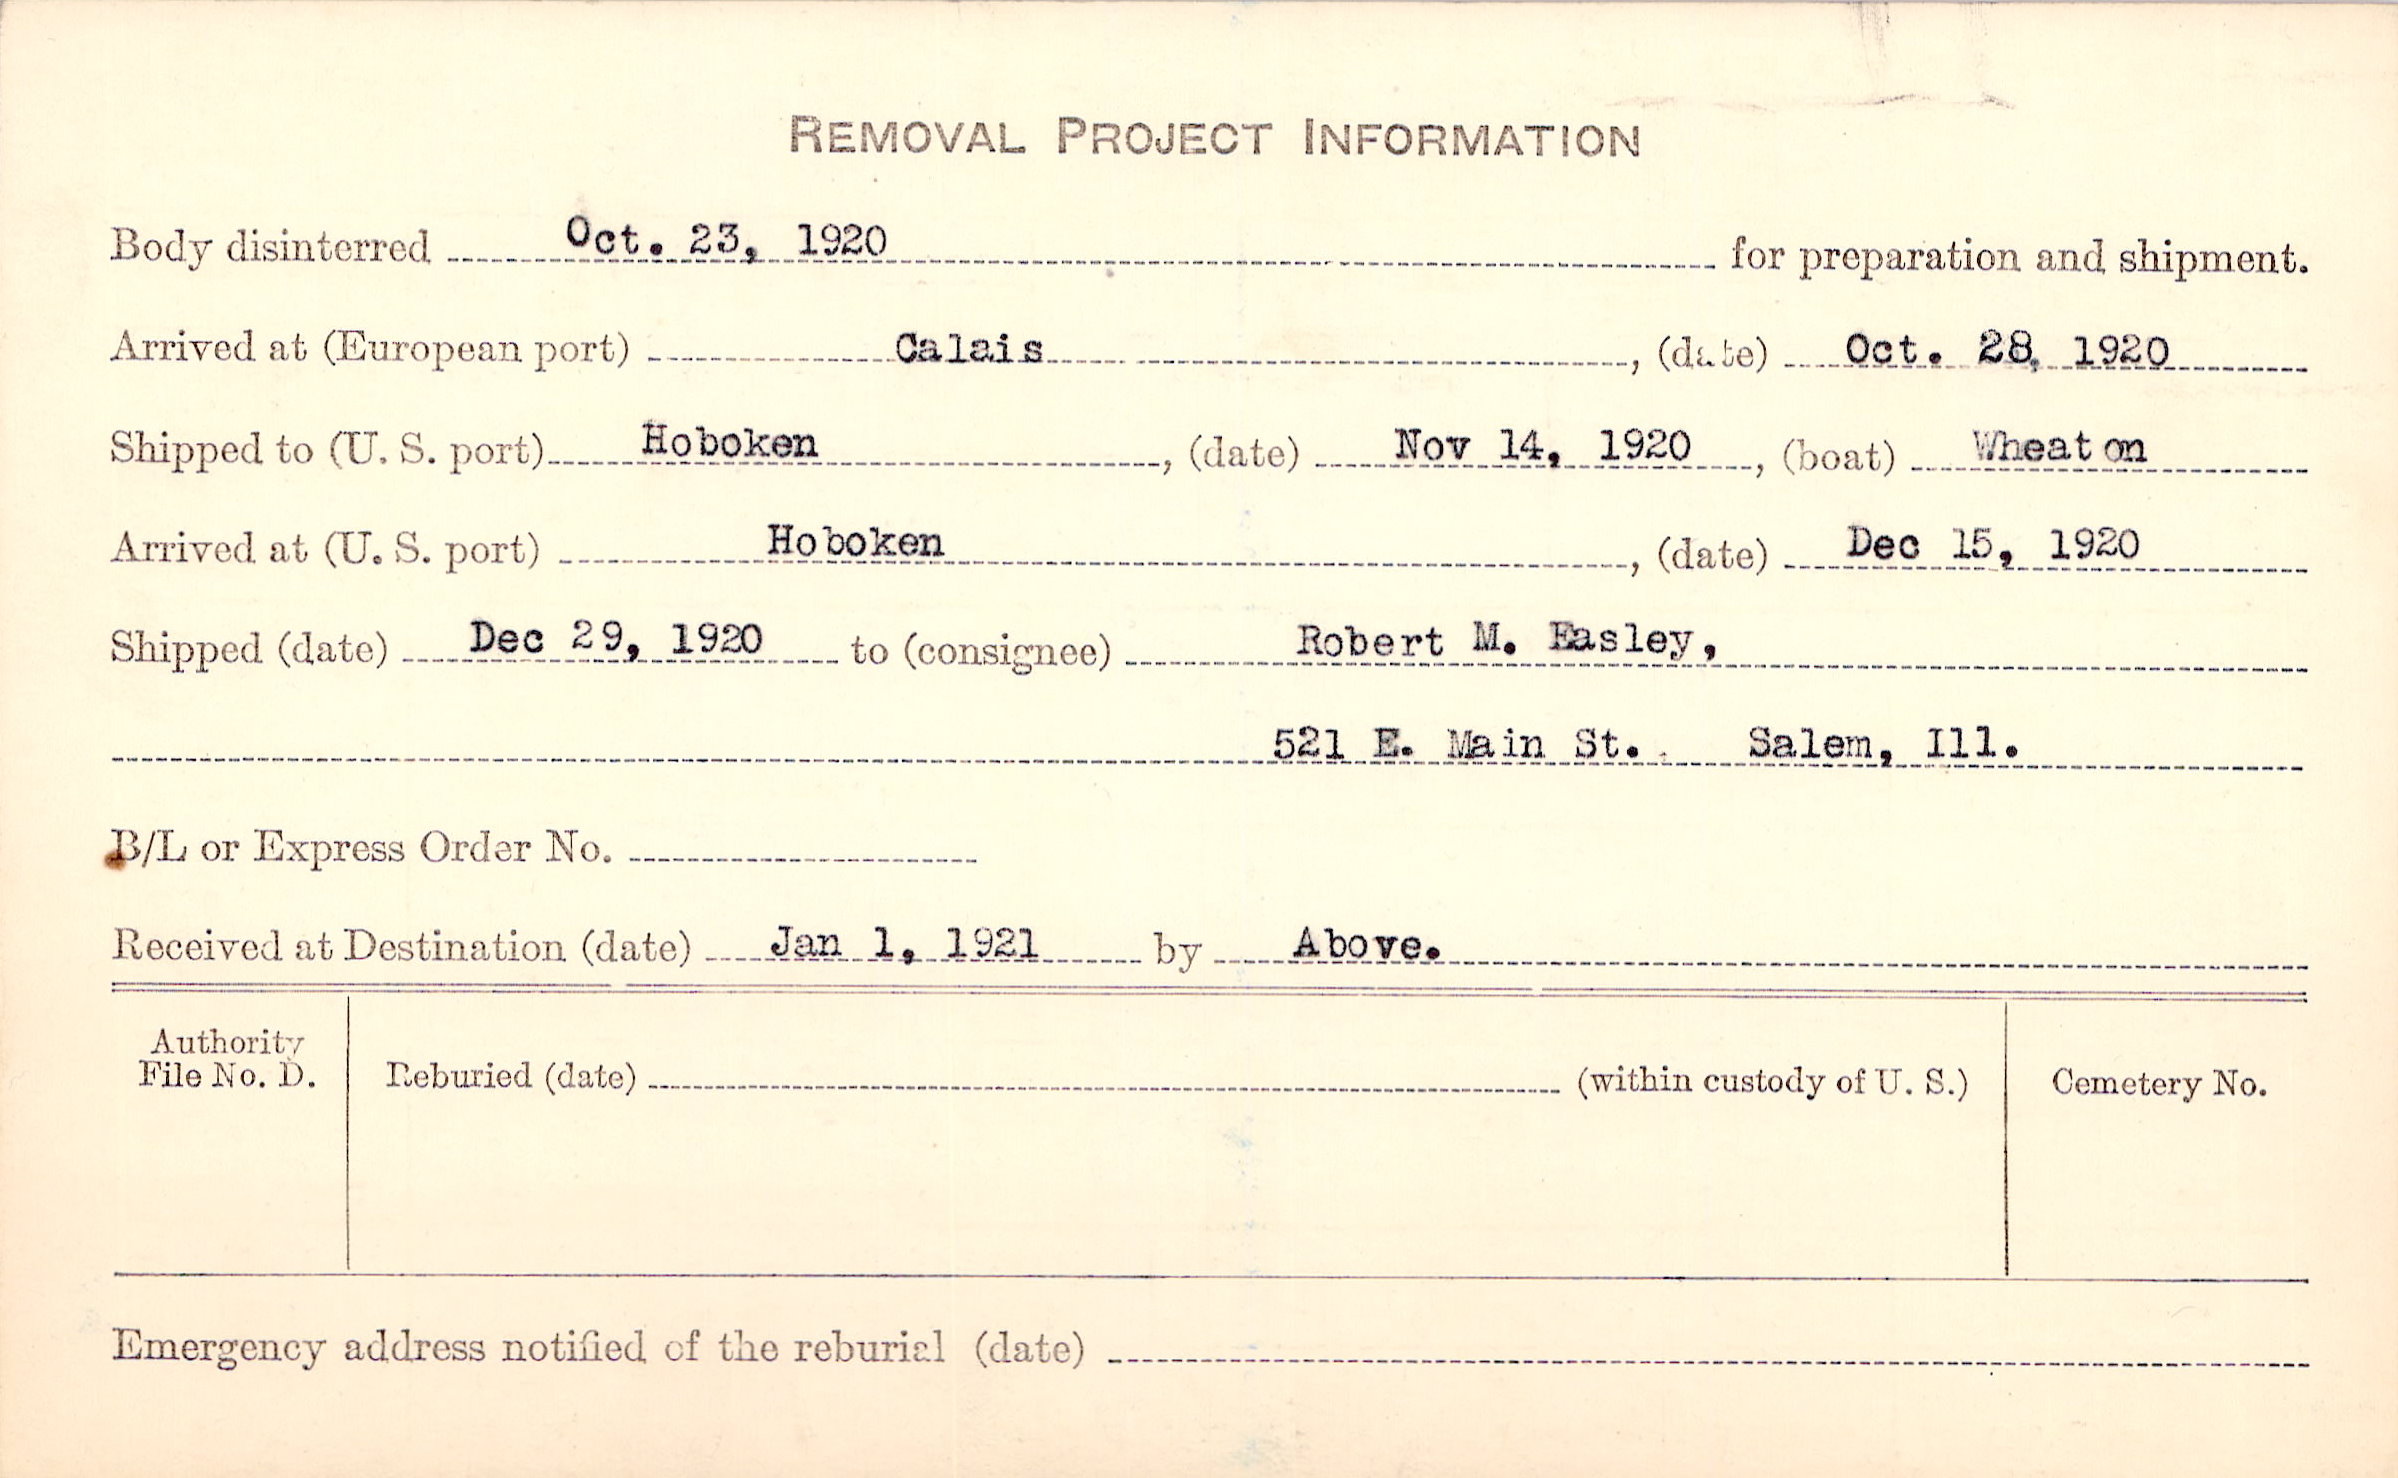 REMOVAL PROJECT INFORMATION
Body disinterred Oct. 23, 1920 for preparation and shipment.
Arrived at (European port) Calais, (date) Oct. 28, 1920
Shipped to (U. S. port) Hoboken, (date) Nov 14, 1920, (boat) Wheaton
Arrived at (U. S. port) Hoboken, (date) Dec 15, 1920
Shipped (date) Dec 29, 1920 to (consignee) Robert M. Easley,
521 E. Main St. Salem, Ill.
B/L or Express Order No.
Received at Destination (date) Jan 1, 1921 by Above.
Authority
File No. D. Reburied (date) (within custody of U. S.) Cemetery No.
Emergency address notified of the reburial (date)